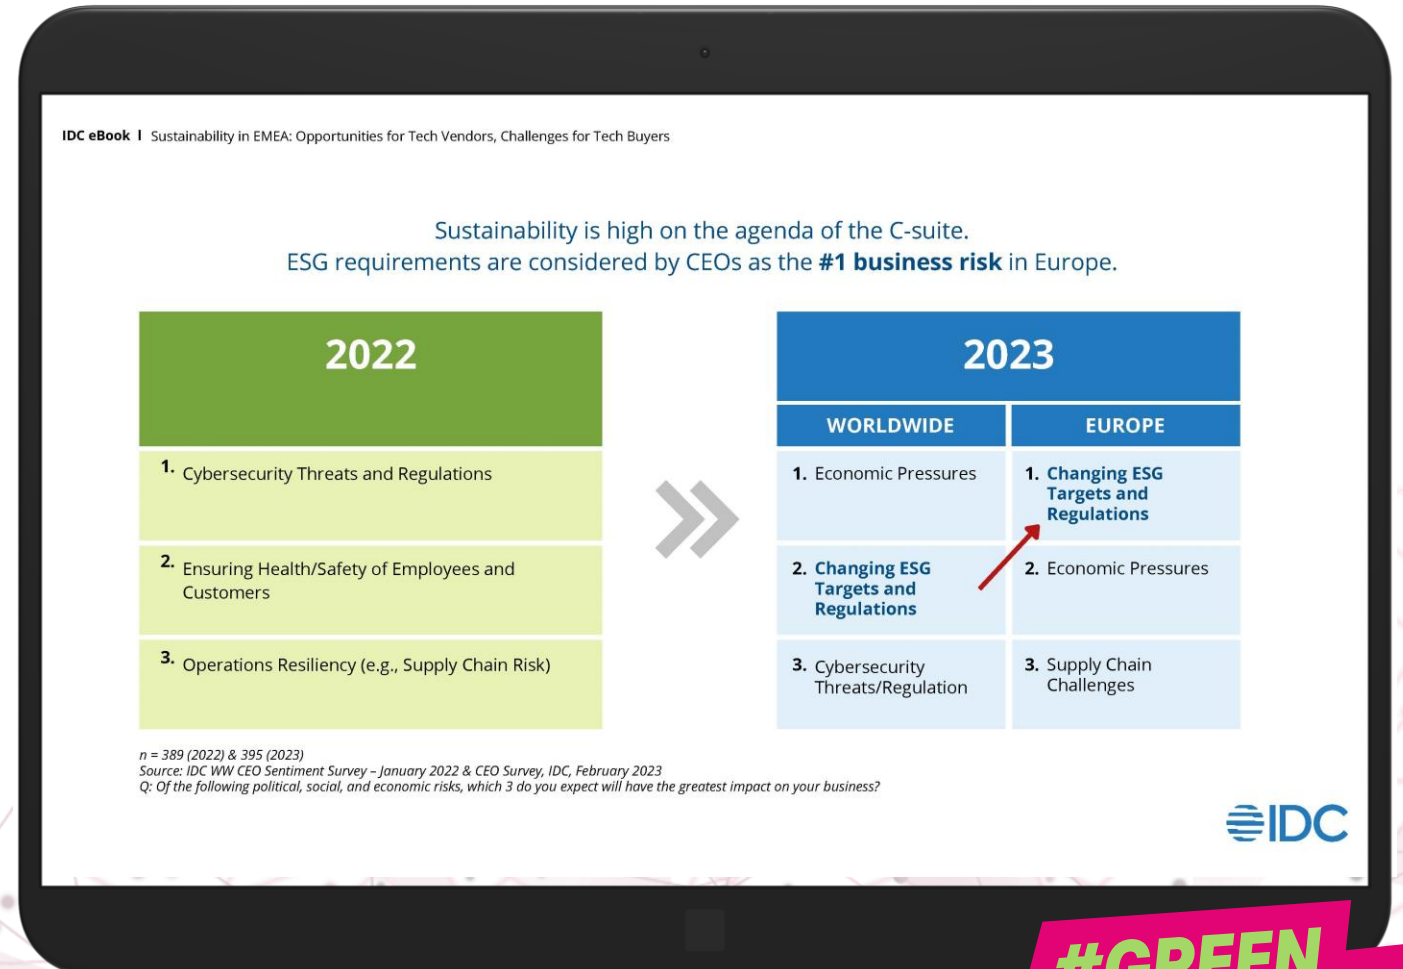 IDC eBook | Sustainability in EMEA: Opportunities for Tech Vendors, Challenges for Tech Buyers
Sustainability is high on the agenda of the C-suite.
ESG requirements are considered by CEOs as the #1 business risk in Europe.
2022
1. Cybersecurity Threats and Regulations
2. Ensuring Health/Safety of Employees and
Customers
3. Operations Resiliency (e.g., Supply Chain Risk)
2023
WORLDWIDE
1. Economic Pressures
2. Changing ESG
Targets and
Regulations
3. Cybersecurity
Threats/Regulation
EUROPE
1. Changing ESG
Targets and
Regulations
2. Economic Pressures
3. Supply Chain
Challenges
n = 389 (2022) & 395 (2023)
Source: IDC WW CEO Sentiment Survey – January 2022 & CEO Survey, IDC, February 2023
Q: Of the following political, social, and economic risks, which 3 do you expect will have the greatest impact on your business?
IDC
#GREEN